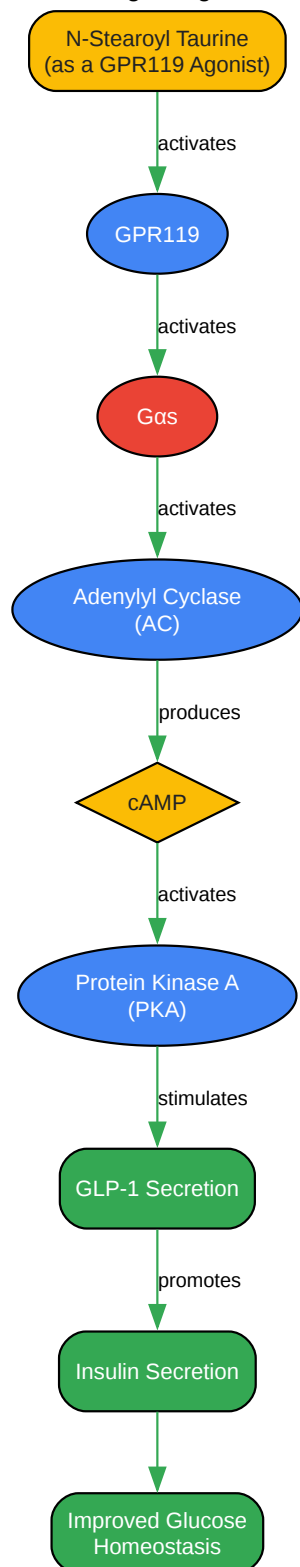 N-Stearoyl Taurine
(as a GPR119 Agonist)
activates
GPR119
activates
Gαs
activates
Adenylyl Cyclase
(AC)
produces
cAMP
activates
Protein Kinase A
(PKA)
stimulates
GLP-1 Secretion
promotes
Insulin Secretion
Improved Glucose
Homeostasis